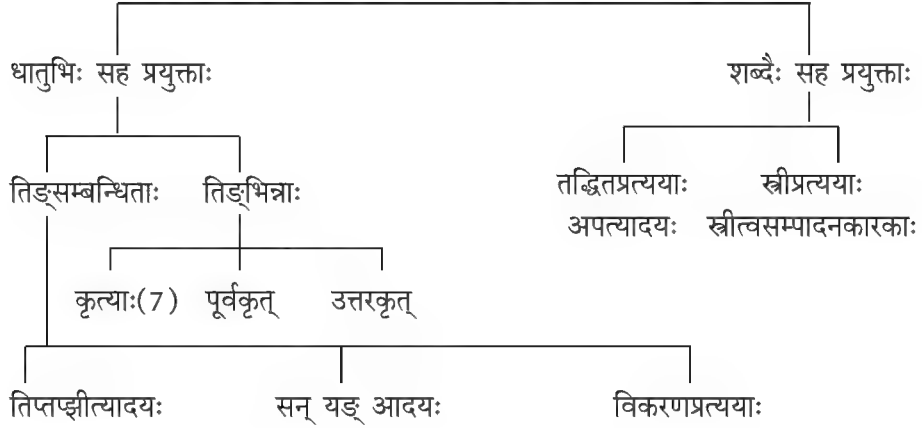 धातुभिः सह प्रयुक्ताः शब्दैः सह प्रयुक्ताः
तिङ्सम्बन्धिताः तिङ्भिन्नाः तद्धितप्रत्ययाः स्त्रीप्रत्ययाः
अपत्यादयः स्त्रीत्वसम्पादनकारकाः
कृत्याः(7) पूर्वकृत् उत्तरकृत्
तिप्तप्झीत्यादयः सन् यङ् आदयः विकरणप्रत्ययाः